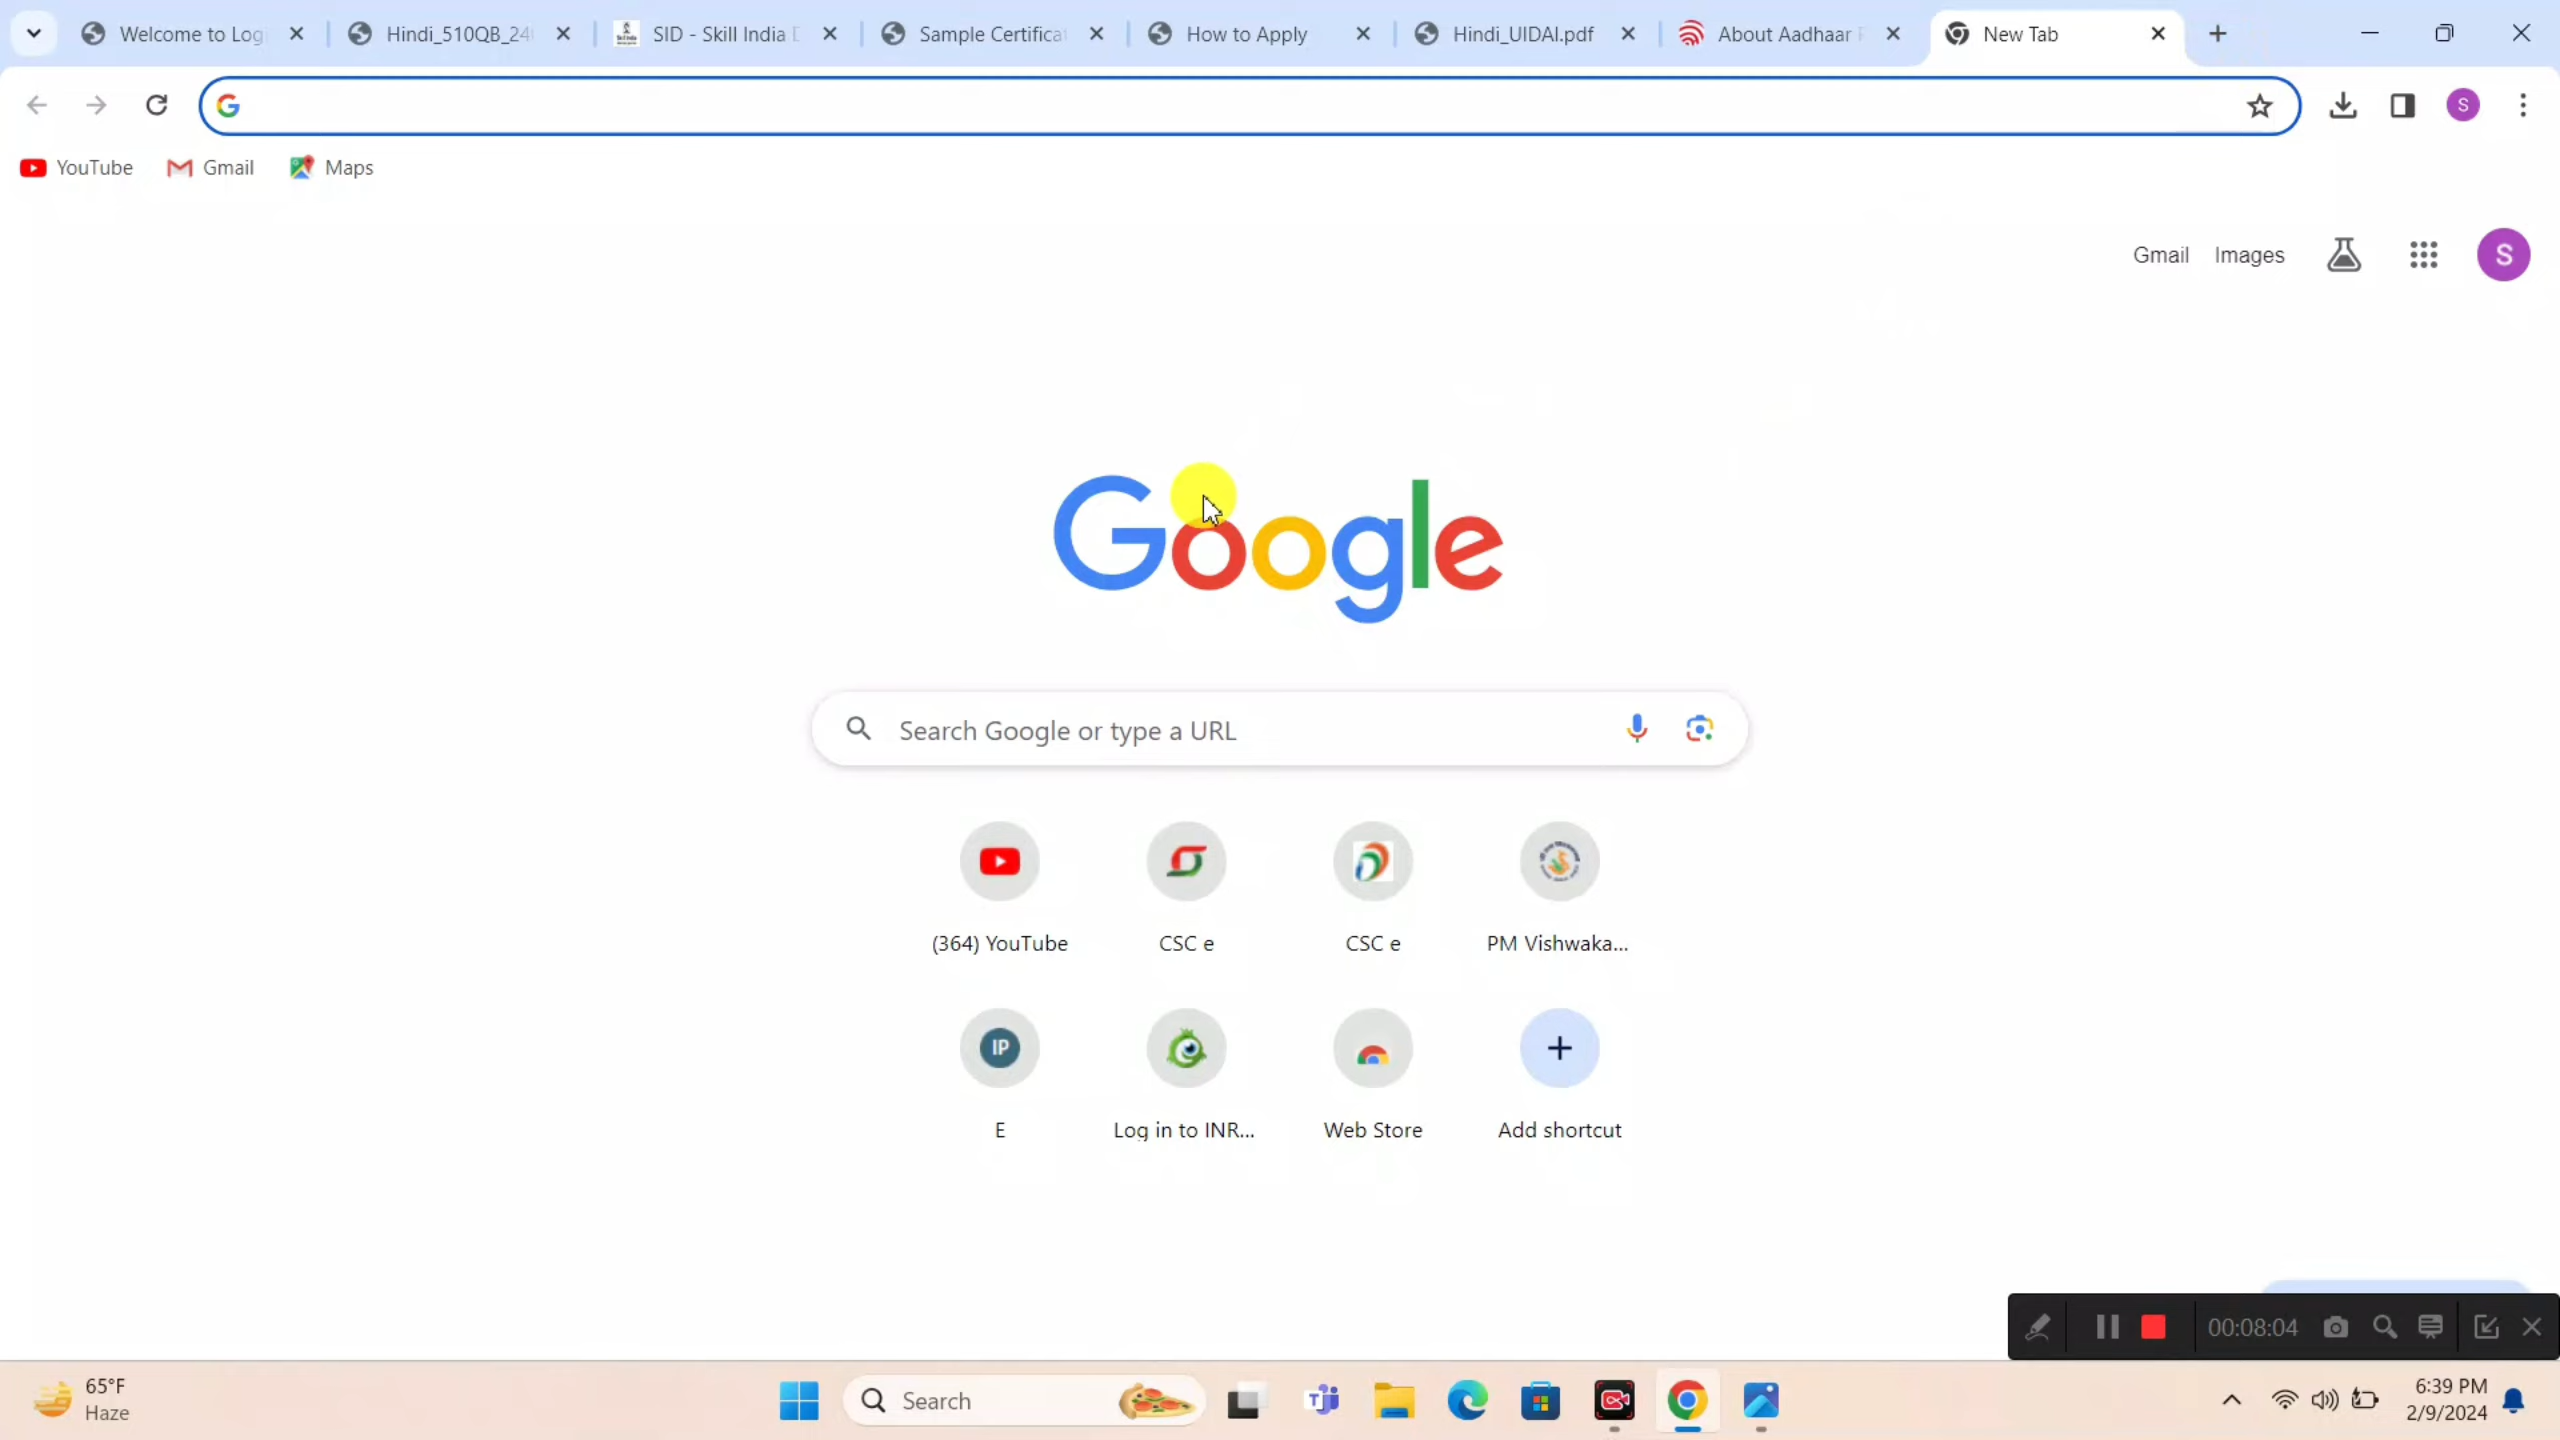 Welcome to Logi
Hindi_510QB_240
SID - Skill India D
Sample Certificat
How to Apply
Hindi_UIDAI.pdf
About Aadhaar P
New Tab
S
YouTube
Gmail
Maps
Gmail
Images
S
Google
Search Google or type a URL
(364) YouTube
CSC e
CSC e
PM Vishwaka...
IP
E
Log in to INR...
Web Store
Add shortcut
00:08:04
65°F
Haze
Search
6:39 PM
2/9/2024